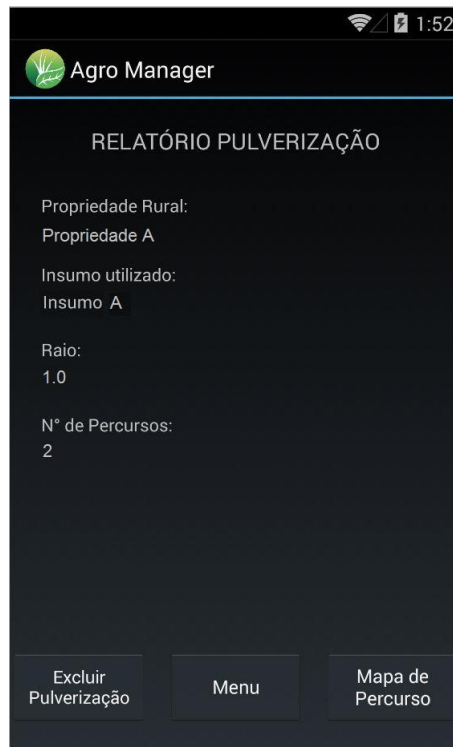 1:52
Agro Manager
RELATÓRIO PULVERIZAÇÃO
Propriedade Rural:
Propriedade A
Insumo utilizado:
Insumo A
Raio:
1.0
N° de Percursos:
2
Excluir
Pulverização
Menu
Mapa de
Percurso